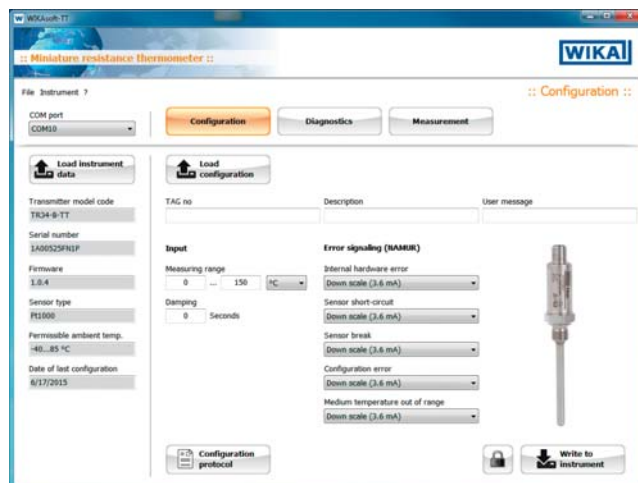 WIKAsoft-TT
:: Miniature resistance thermometer ::
WIKA
File Instrument ?
:: Configuration ::
COM port
COM10
Configuration
Diagnostics
Measurement
Load instrument
data
Load
configuration
Transmitter model code
TR34-B-TT
TAG no
Description
User message
Serial number
1A00525FN1P
Input
Error signaling (NAMUR)
Firmware
1.0.4
Measuring range
0 ... 150 °C
Internal hardware error
Down scale (3.6 mA)
Sensor type
Pt1000
Damping
0 Seconds
Sensor short-circuit
Down scale (3.6 mA)
Permissible ambient temp.
-40...85 °C
Sensor break
Down scale (3.6 mA)
Date of last configuration
6/17/2015
Configuration error
Down scale (3.6 mA)
Medium temperature out of range
Down scale (3.6 mA)
Configuration
protocol
Write to
instrument